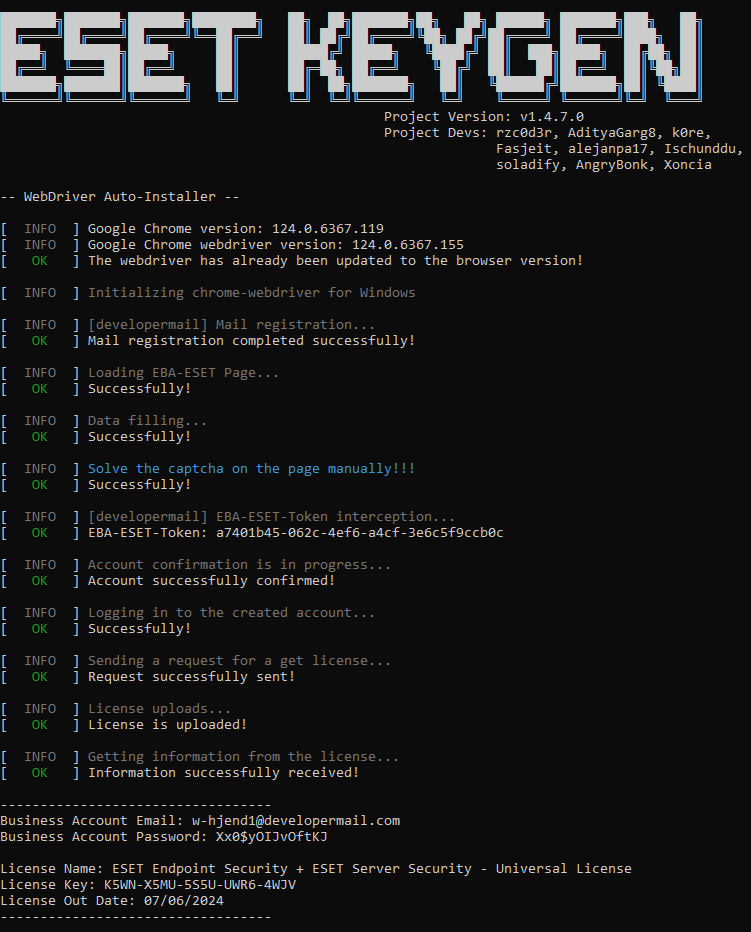 ESET KEYGEN
Project Version: v1.4.7.0
Project Devs: rzc0d3r, AdityaGarg8, k0re,
Fasjeit, alejanpa17, Ischunddu,
soladify, AngryBonk, Xoncia
-- WebDriver Auto-Installer --
[ INFO ] Google Chrome version: 124.0.6367.119
[ INFO ] Google Chrome webdriver version: 124.0.6367.155
[ OK ] The webdriver has already been updated to the browser version!
[ INFO ] Initializing chrome-webdriver for Windows
[ INFO ] [developermail] Mail registration...
[ OK ] Mail registration completed successfully!
[ INFO ] Loading EBA-ESET Page...
[ OK ] Successfully!
[ INFO ] Data filling...
[ OK ] Successfully!
[ INFO ] Solve the captcha on the page manually!!!
[ OK ] Successfully!
[ INFO ] [developermail] EBA-ESET-Token interception...
[ OK ] EBA-ESET-Token: a7401b45-062c-4ef6-a4cf-3e6c5f9ccb0c
[ INFO ] Account confirmation is in progress...
[ OK ] Account successfully confirmed!
[ INFO ] Logging in to the created account...
[ OK ] Successfully!
[ INFO ] Sending a request for a get license...
[ OK ] Request successfully sent!
[ INFO ] License uploads...
[ OK ] License is uploaded!
[ INFO ] Getting information from the license...
[ OK ] Information successfully received!
----------------------------------
Business Account Email: w-hjend1@developermail.com
Business Account Password: Xx0$yOIJvOftKJ
License Name: ESET Endpoint Security + ESET Server Security - Universal License
License Key: K5WN-X5MU-5S5U-UWR6-4WJV
License Out Date: 07/06/2024
----------------------------------